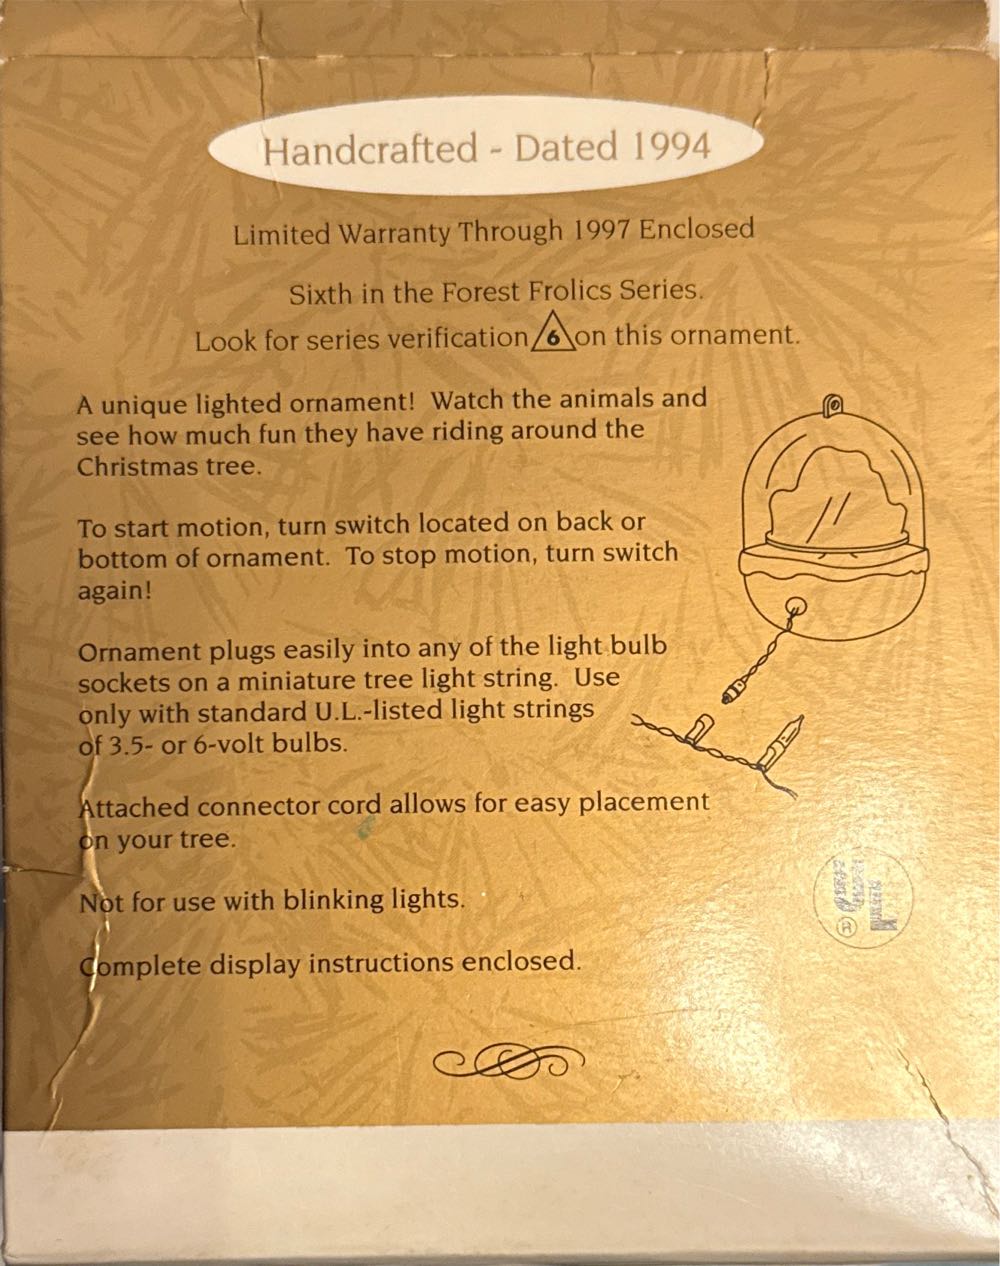 Handcrafted - Dated 1994
Limited Warranty Through 1997 Enclosed
Sixth in the Forest Frolics Series.
Look for series verification 6 on this ornament.
A unique lighted ornament! Watch the animals and
see how much fun they have riding around the
Christmas tree.
To start motion, turn switch located on back or
bottom of ornament. To stop motion, turn switch
again!
Ornament plugs easily into any of the light bulb
sockets on a miniature tree light string. Use
only with standard U.L.-listed light strings
of 3.5- or 6-volt bulbs.
Attached connector cord allows for easy placement
on your tree.
Not for use with blinking lights.
Complete display instructions enclosed.
®